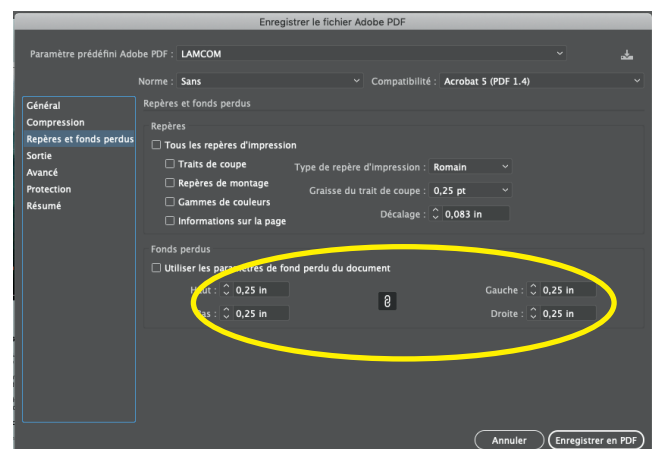 Enregistrer le fichier Adobe PDF
Paramètre prédéfini Adobe PDF : LAMCOM
Norme : Sans Compatibilité : Acrobat 5 (PDF 1.4)
Général
Compression
Repères et fonds perdus
Sortie
Avancé
Protection
Résumé
Repères et fonds perdus
Repères
Tous les repères d'impression
Traits de coupe Type de repère d'impression : Romain
Repères de montage Graisse du trait de coupe : 0,25 pt
Gammes de couleurs Décalage : 0,083 in
Informations sur la page
Fonds perdus
Utiliser les paramètres de fond perdu du document
Haut : 0,25 in Gauche : 0,25 in
Bas : 0,25 in Droite : 0,25 in
Annuler Enregistrer en PDF